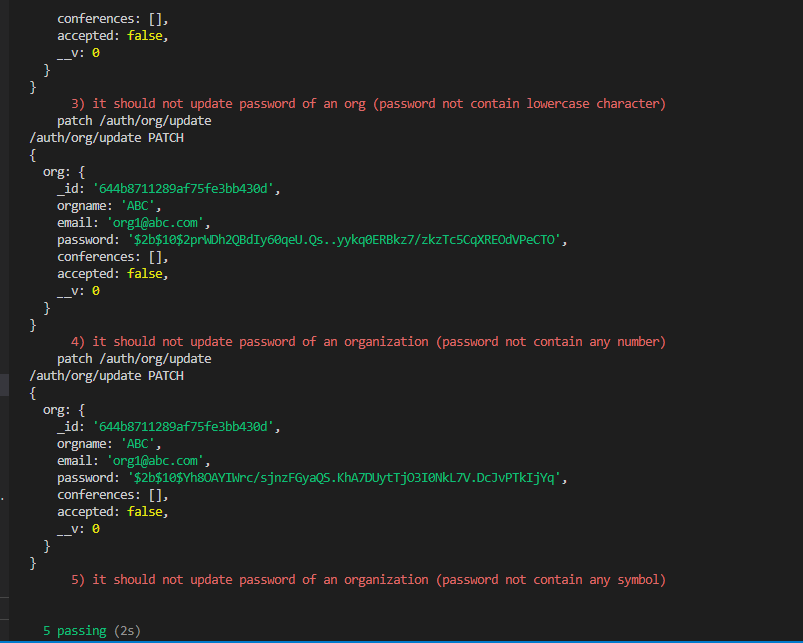 conferences: [],
accepted: false,
__v: 0
}
}
3) it should not update password of an org (password not contain lowercase character)
patch /auth/org/update
/auth/org/update PATCH
{
org: {
_id: '644b8711289af75fe3bb430d',
orgname: 'ABC',
email: 'org1@abc.com',
password: '$2b$10$2prWDh2QBdIy60qeU.Qs..yykq0ERBkz7/zkzTc5CqXREOdVPeCTO',
conferences: [],
accepted: false,
__v: 0
}
}
4) it should not update password of an organization (password not contain any number)
patch /auth/org/update
/auth/org/update PATCH
{
org: {
_id: '644b8711289af75fe3bb430d',
orgname: 'ABC',
email: 'org1@abc.com',
password: '$2b$10$Yh8OAYIWrc/sjnzFGyaQS.KhA7DUytTjO3I0NkL7V.DcJvPTkIjYq',
conferences: [],
accepted: false,
__v: 0
}
}
5) it should not update password of an organization (password not contain any symbol)
5 passing (2s)